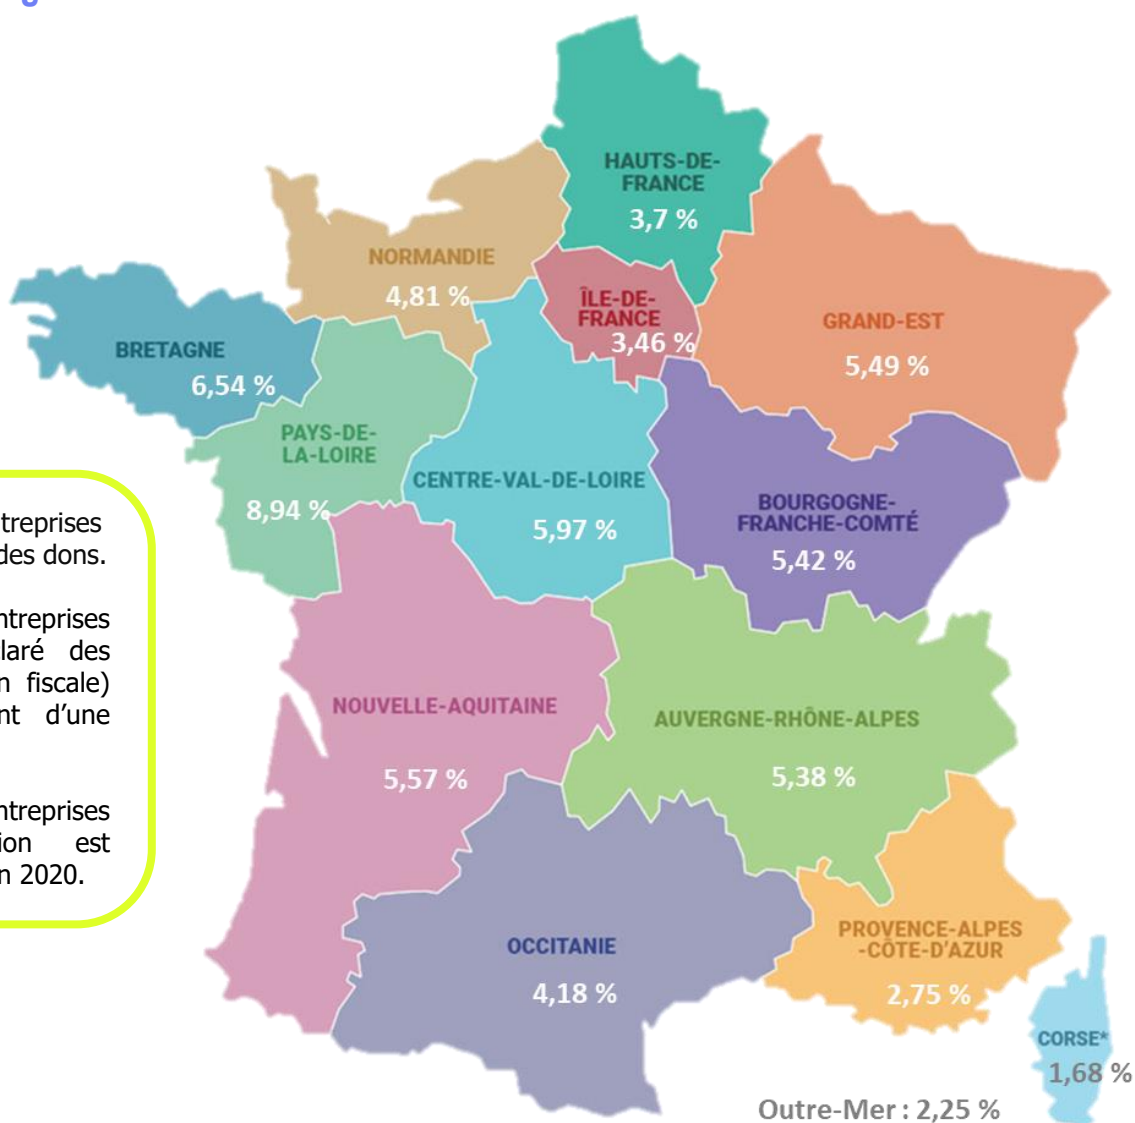 HAUTS-DE-
FRANCE
3,7 %
NORMANDIE
4,81 %
ÎLE-DE-
FRANCE
3,46 %
GRAND-EST
5,49 %
BRETAGNE
6,54 %
PAYS-DE-
LA-LOIRE
8,94 %
CENTRE-VAL-DE-LOIRE
5,97 %
BOURGOGNE-
FRANCHE-COMTÉ
5,42 %
treprises
des dons.
ntreprises
laré des
n fiscale)
nt d’une
ntreprises
ion est
n 2020.
NOUVELLE-AQUITAINE
5,57 %
AUVERGNE-RHÔNE-ALPES
5,38 %
OCCITANIE
4,18 %
PROVENCE-ALPES
-CÔTE-D’AZUR
2,75 %
CORSE*
1,68 %
Outre-Mer : 2,25 %